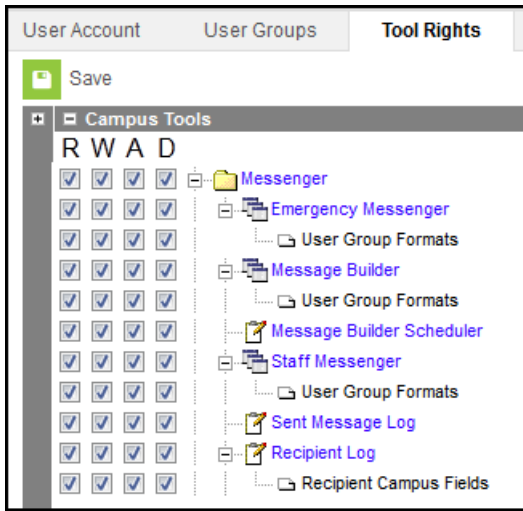 User Account User Groups Tool Rights
Save
Campus Tools
R W A D
Messenger
Emergency Messenger
User Group Formats
Message Builder
User Group Formats
Message Builder Scheduler
Staff Messenger
User Group Formats
Sent Message Log
Recipient Log
Recipient Campus Fields